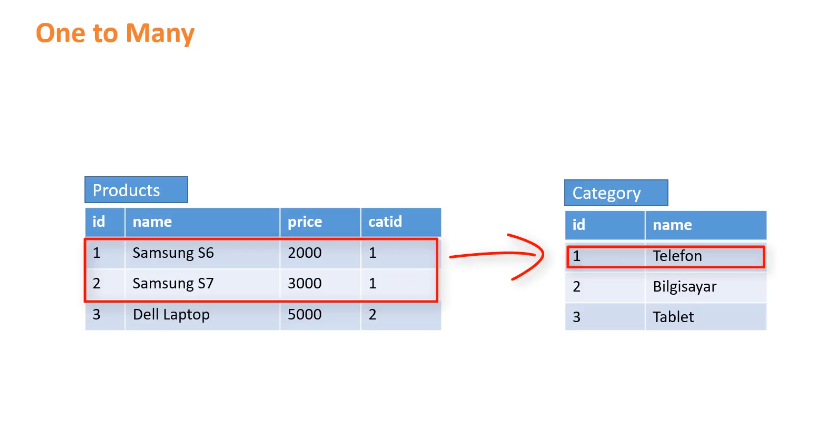 One to Many
Products
id name price catid
1 Samsung S6 2000 1
2 Samsung S7 3000 1
3 Dell Laptop 5000 2
Category
id name
1 Telefon
2 Bilgisayar
3 Tablet